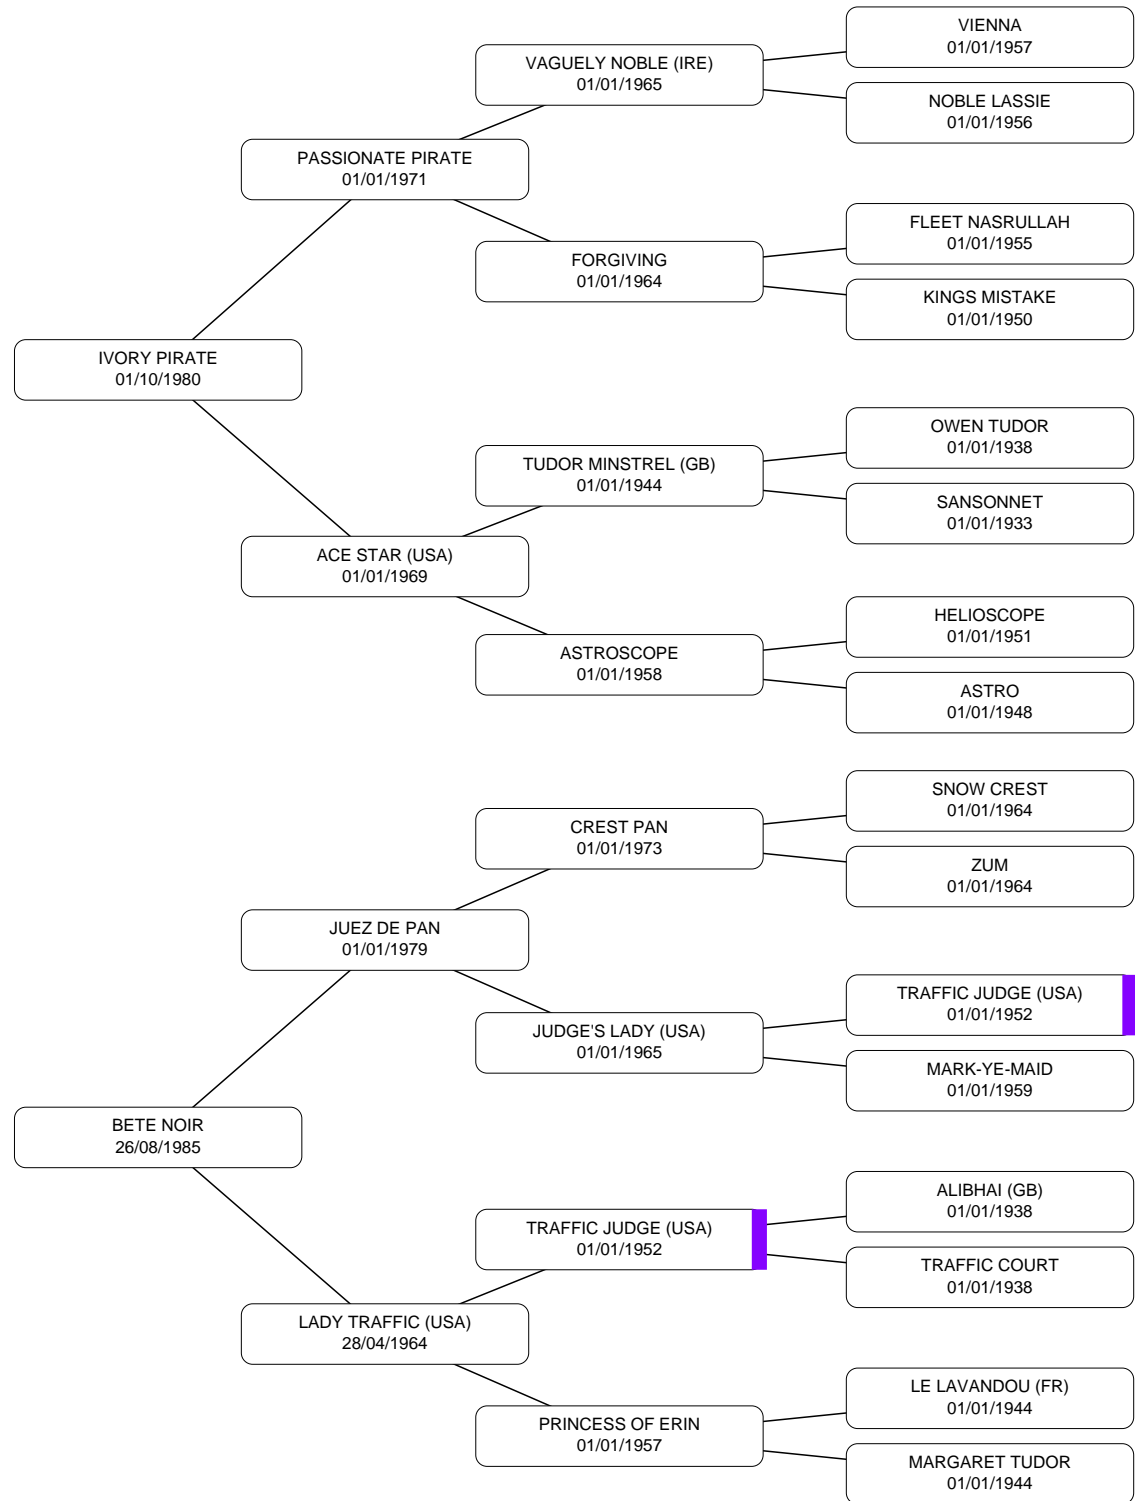 VIENNA
01/01/1957
VAGUELY NOBLE (IRE)
01/01/1965
NOBLE LASSIE
01/01/1956
PASSIONATE PIRATE
01/01/1971
FLEET NASRULLAH
01/01/1955
FORGIVING
01/01/1964
KINGS MISTAKE
01/01/1950
IVORY PIRATE
01/10/1980
OWEN TUDOR
01/01/1938
TUDOR MINSTREL (GB)
01/01/1944
SANSONNET
01/01/1933
ACE STAR (USA)
01/01/1969
HELIOSCOPE
01/01/1951
ASTROSCOPE
01/01/1958
ASTRO
01/01/1948
SNOW CREST
01/01/1964
CREST PAN
01/01/1973
ZUM
01/01/1964
JUEZ DE PAN
01/01/1979
TRAFFIC JUDGE (USA)
01/01/1952
JUDGE'S LADY (USA)
01/01/1965
MARK-YE-MAID
01/01/1959
BETE NOIR
26/08/1985
ALIBHAI (GB)
01/01/1938
TRAFFIC JUDGE (USA)
01/01/1952
TRAFFIC COURT
01/01/1938
LADY TRAFFIC (USA)
28/04/1964
LE LAVANDOU (FR)
01/01/1944
PRINCESS OF ERIN
01/01/1957
MARGARET TUDOR
01/01/1944